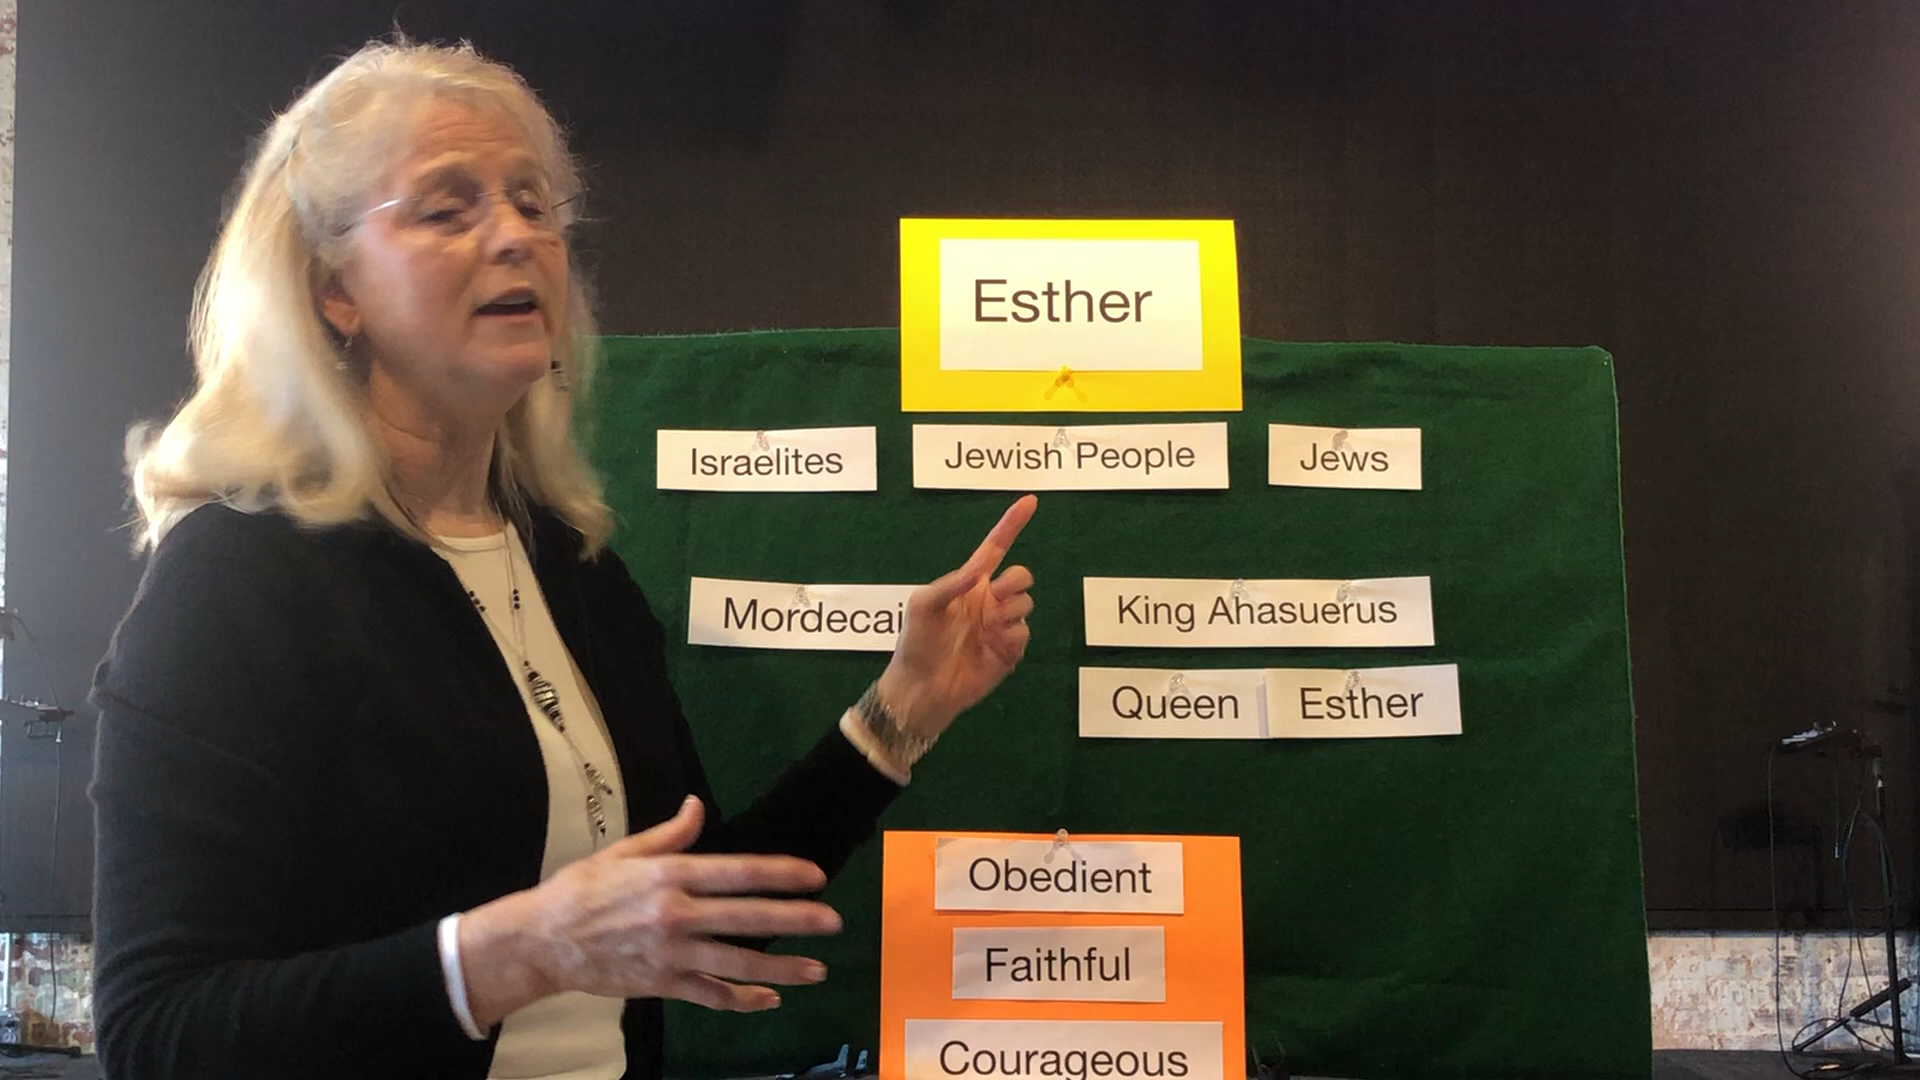 Esther
Israelites
Jewish People
Jews
Mordecai
King Ahasuerus
Queen Esther
Obedient
Faithful
Courageous